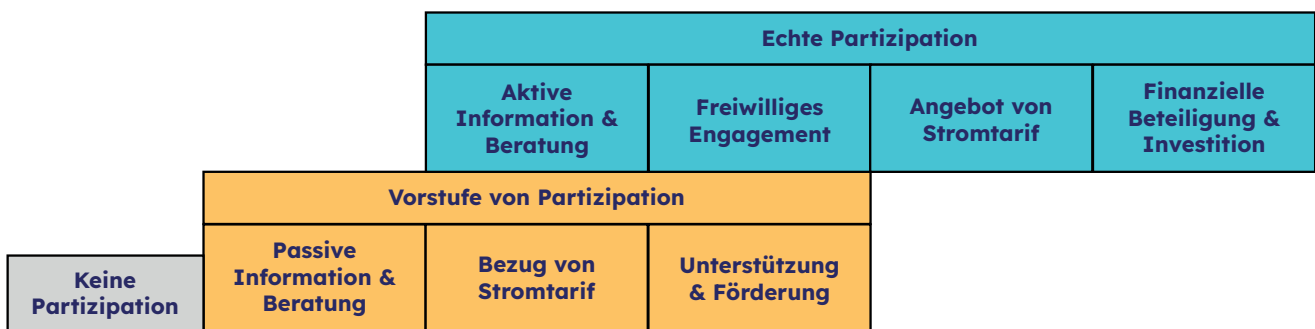 Echte Partizipation
Aktive
Information &
Beratung
Freiwilliges
Engagement
Angebot von
Stromtarif
Finanzielle
Beteiligung &
Investition
Vorstufe von Partizipation
Passive
Information &
Beratung
Bezug von
Stromtarif
Unterstützung
& Förderung
Keine
Partizipation